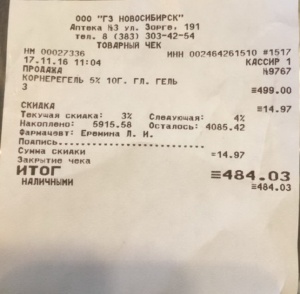 ООО "ГЗ НОВОСИБИРСК"
Аптека №3 ул. Зорге, 191
тел. 8 (383) 303-42-54
ТОВАРНЫЙ ЧЕК
НМ 00027336 ИНН 002464261510 #1517
17.11.16 11:04 КАССИР 1
ПРОДАЖА №9767
КОРНЕРЕГЕЛЬ 5% 10Г. ГЛ. ГЕЛЬ
3 ≡499.00
СКИДКА ≡14.97
Текущая скидка: 3% Следующая: 4%
Накоплено: 5915.58 Осталось: 4085.42
Фармацевт: Еремина Л. И.
Подпись
Сумма скидки =14.97
Закрытие чека
ИТОГ ≡484.03
НАЛИЧНЫМИ ≡484.03